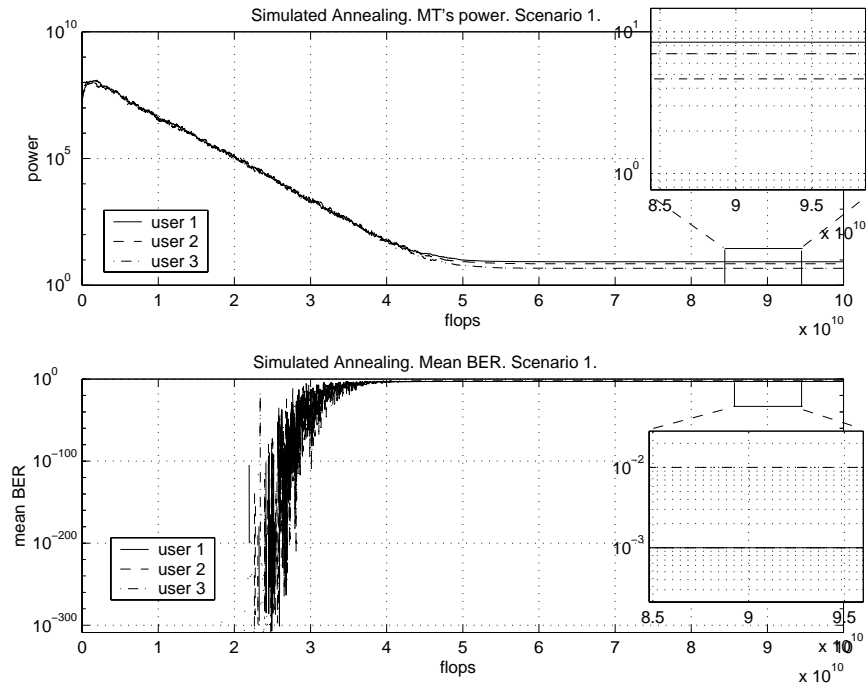 Simulated Annealing. MT's power. Scenario 1.
power
10^10
10^5
10^0
user 1
user 2
user 3
0 1 2 3 4 5 6 7 8 9 10
flops
x 10^10
10^1
10^0
8.5 9 9.5
x 10^10
Simulated Annealing. Mean BER. Scenario 1.
mean BER
10^0
10^-100
10^-200
10^-300
user 1
user 2
user 3
0 1 2 3 4 5 6 7 8 9 10
flops
x 10^10
10^-2
10^-3
8.5 9 9.5
x 10^10